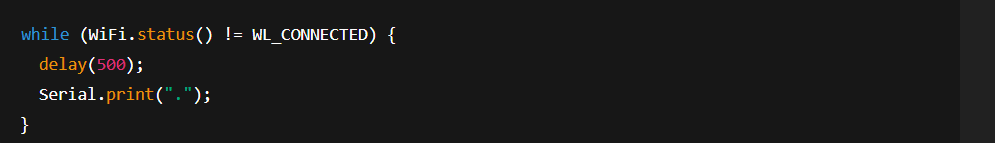 while (WiFi.status() != WL_CONNECTED) {
  delay(500);
  Serial.print(".");
}